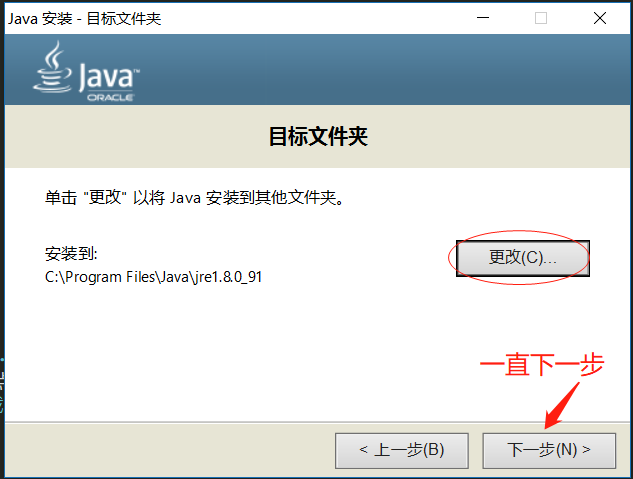 Java 安装 - 目标文件夹
Java™
ORACLE
目标文件夹
单击 "更改" 以将 Java 安装到其他文件夹。
安装到:
更改(C)...
C:\Program Files\Java\jre1.8.0_91
一直下一步
< 上一步(B)
下一步(N) >